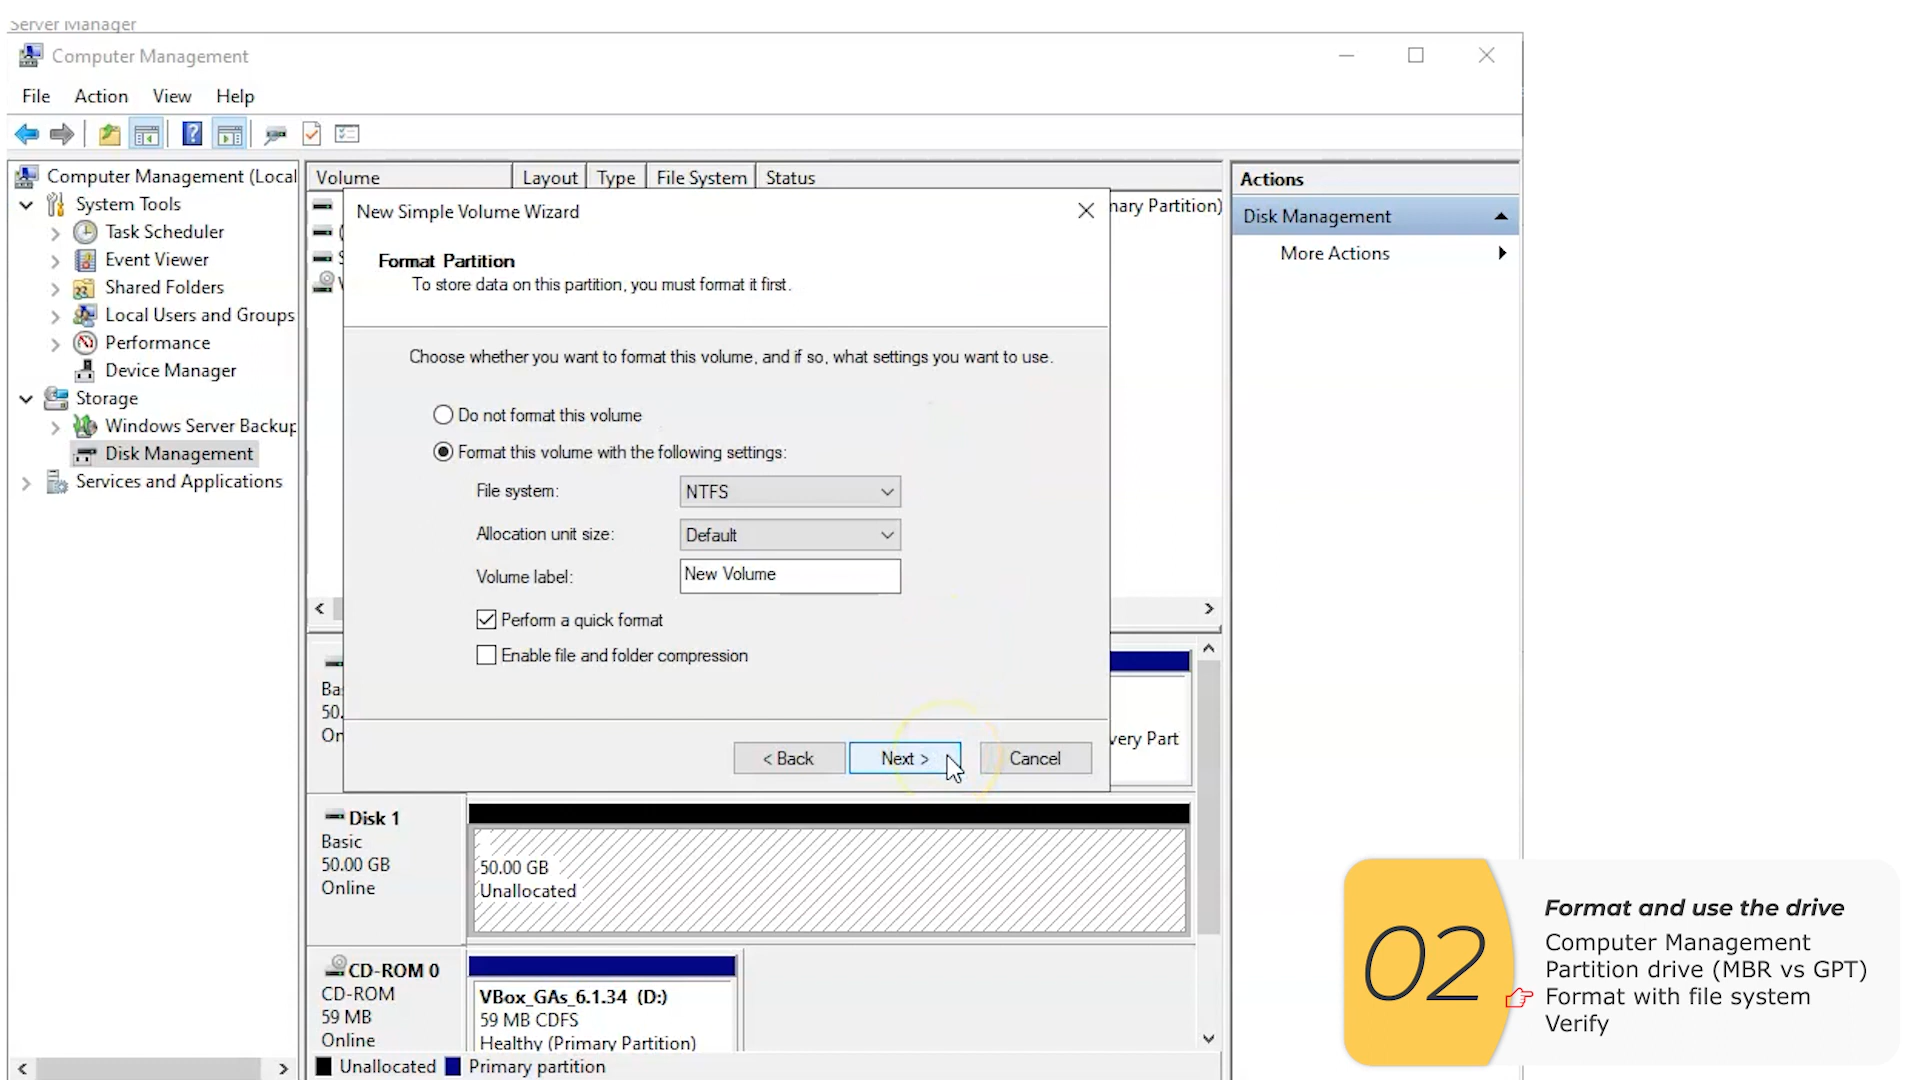 Server Manager
Computer Management
File Action View Help
Computer Management (Local
System Tools
Task Scheduler
Event Viewer
Shared Folders
Local Users and Groups
Performance
Device Manager
Storage
Windows Server Backup
Disk Management
Services and Applications
Volume Layout Type File System Status
nary Partition)
New Simple Volume Wizard
Format Partition
To store data on this partition, you must format it first.
Choose whether you want to format this volume, and if so, what settings you want to use.
Do not format this volume
Format this volume with the following settings:
File system: NTFS
Allocation unit size: Default
Volume label: New Volume
Perform a quick format
Enable file and folder compression
< Back Next > Cancel
Ba
50.
On
very Part
Disk 1
Basic
50.00 GB
Online
50.00 GB
Unallocated
CD-ROM 0
CD-ROM
59 MB
Online
VBox_GAs_6.1.34 (D:)
59 MB CDFS
Healthy (Primary Partition)
Unallocated Primary partition
Actions
Disk Management
More Actions
02
Format and use the drive
Computer Management
Partition drive (MBR vs GPT)
Format with file system
Verify